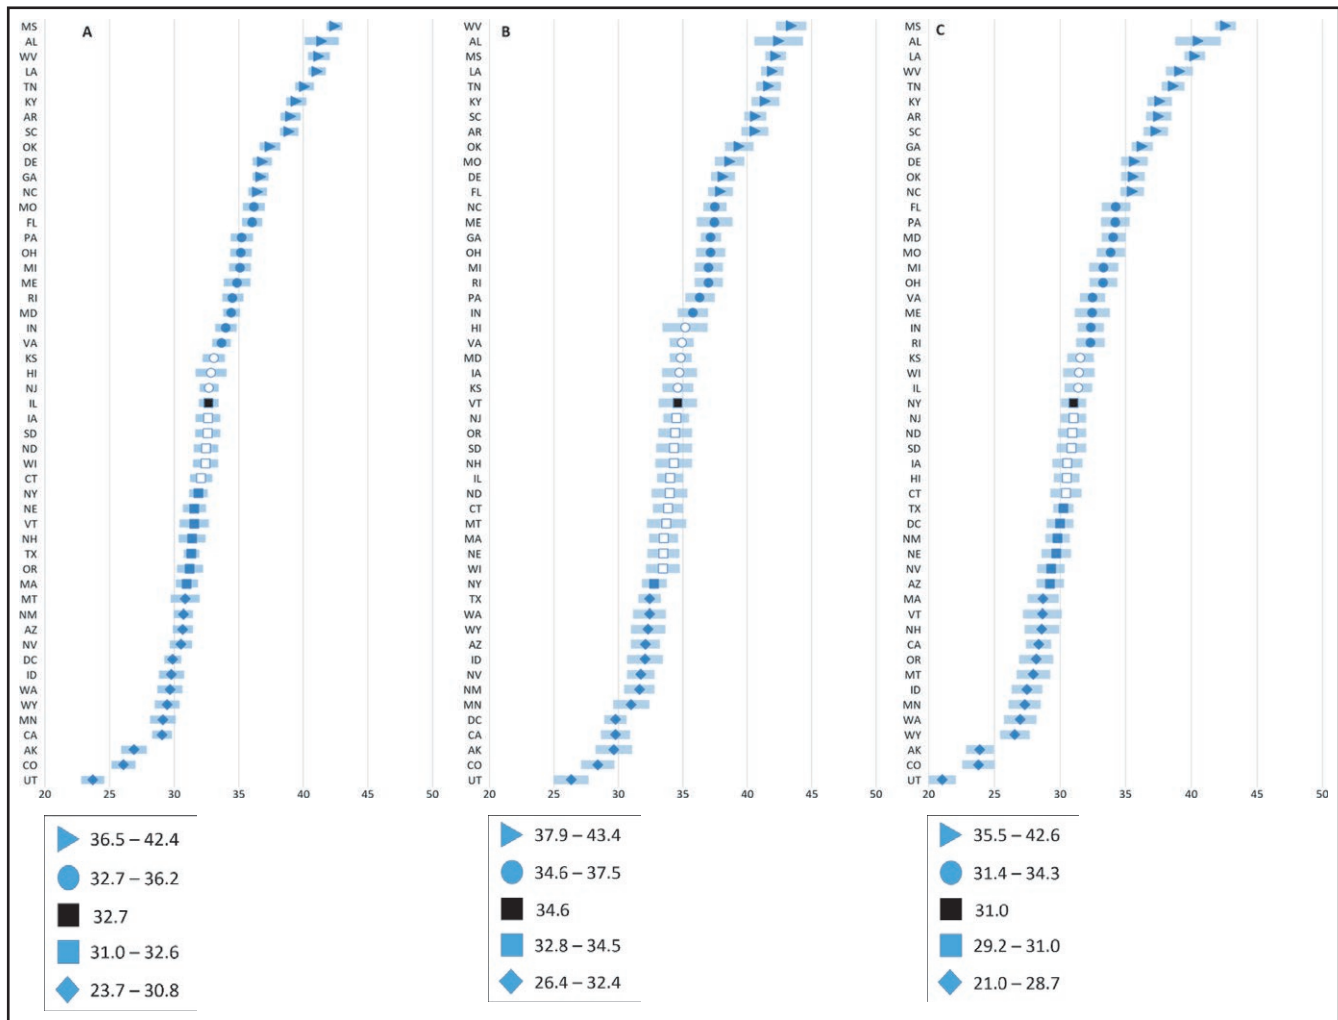 A
MS
AL
WV
LA
TN
KY
AR
SC
OK
DE
GA
NC
MO
FL
PA
OH
MI
ME
RI
MD
IN
VA
KS
HI
NJ
IL
IA
SD
ND
WI
CT
NY
NE
VT
NH
TX
OR
MA
MT
NM
AZ
NV
DC
ID
WA
WY
MN
CA
AK
CO
UT
20 25 30 35 40 45 50
36.5 – 42.4
32.7 – 36.2
32.7
31.0 – 32.6
23.7 – 30.8
B
WV
AL
MS
LA
TN
KY
SC
AR
OK
MO
DE
FL
NC
ME
GA
OH
MI
RI
PA
IN
HI
VA
MD
IA
KS
VT
NJ
OR
SD
NH
IL
ND
CT
MT
MA
NE
WI
NY
TX
WA
WY
AZ
ID
NV
NM
MN
DC
CA
AK
CO
UT
20 25 30 35 40 45 50
37.9 – 43.4
34.6 – 37.5
34.6
32.8 – 34.5
26.4 – 32.4
C
MS
AL
LA
WV
TN
KY
AR
SC
GA
DE
OK
NC
FL
PA
MD
MO
MI
OH
VA
ME
IN
RI
KS
WI
IL
NY
NJ
ND
SD
IA
HI
CT
TX
DC
NM
NE
NV
AZ
MA
VT
NH
CA
OR
MT
ID
MN
WA
WY
AK
CO
UT
20 25 30 35 40 45 50
35.5 – 42.6
31.4 – 34.3
31.0
29.2 – 31.0
21.0 – 28.7